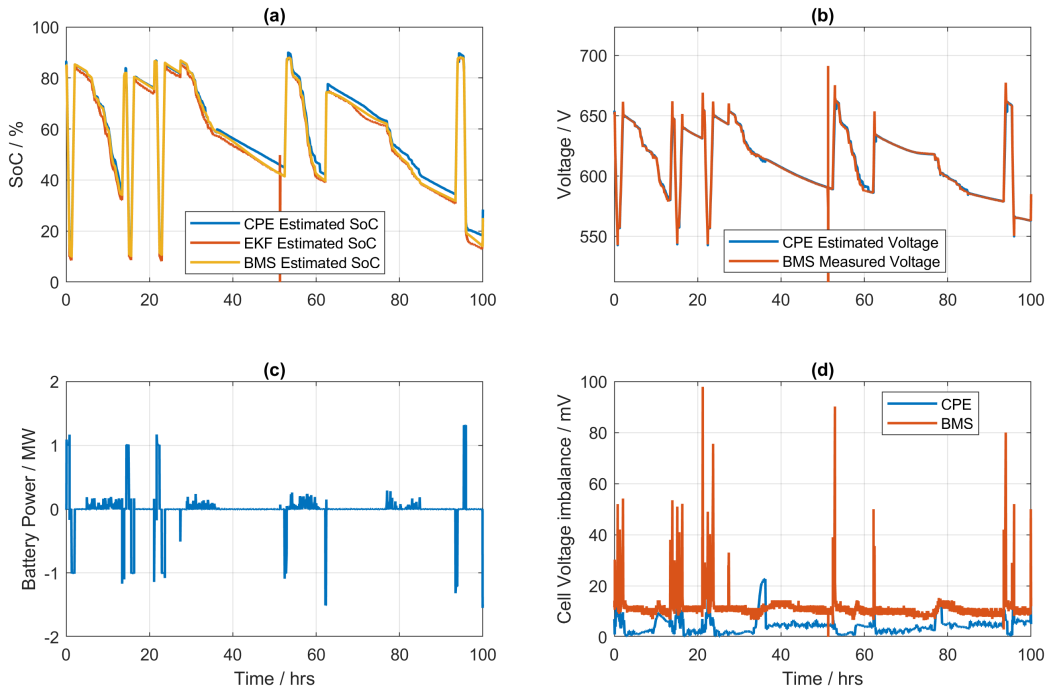 (a)
SoC / %
100
80
60
40
20
0
CPE Estimated SoC
EKF Estimated SoC
BMS Estimated SoC
0 20 40 60 80 100
(b)
Voltage / V
700
650
600
550
CPE Estimated Voltage
BMS Measured Voltage
0 20 40 60 80 100
(c)
Battery Power / MW
2
1
0
-1
-2
0 20 40 60 80 100
Time / hrs
(d)
Cell Voltage imbalance / mV
100
80
60
40
20
0
CPE
BMS
0 20 40 60 80 100
Time / hrs